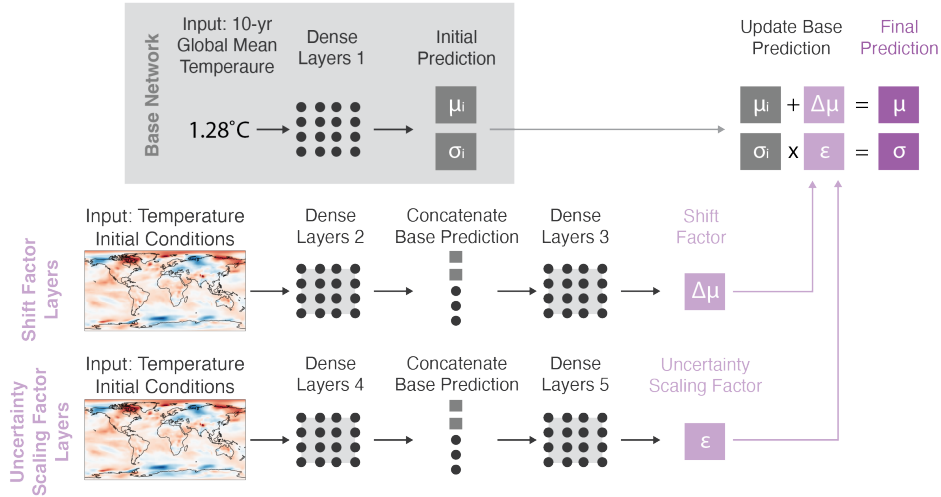 Base Network
Input: 10-yr
Global Mean
Temperaure
1.28˚C
Dense
Layers 1
Initial
Prediction
μi
σi
Update Base
Prediction
Final
Prediction
μi + Δμ = μ
σi x ε = σ
Shift Factor
Layers
Input: Temperature
Initial Conditions
Dense
Layers 2
Concatenate
Base Prediction
Dense
Layers 3
Shift
Factor
Δμ
Uncertainty
Scaling Factor
Layers
Input: Temperature
Initial Conditions
Dense
Layers 4
Concatenate
Base Prediction
Dense
Layers 5
Uncertainty
Scaling Factor
ε